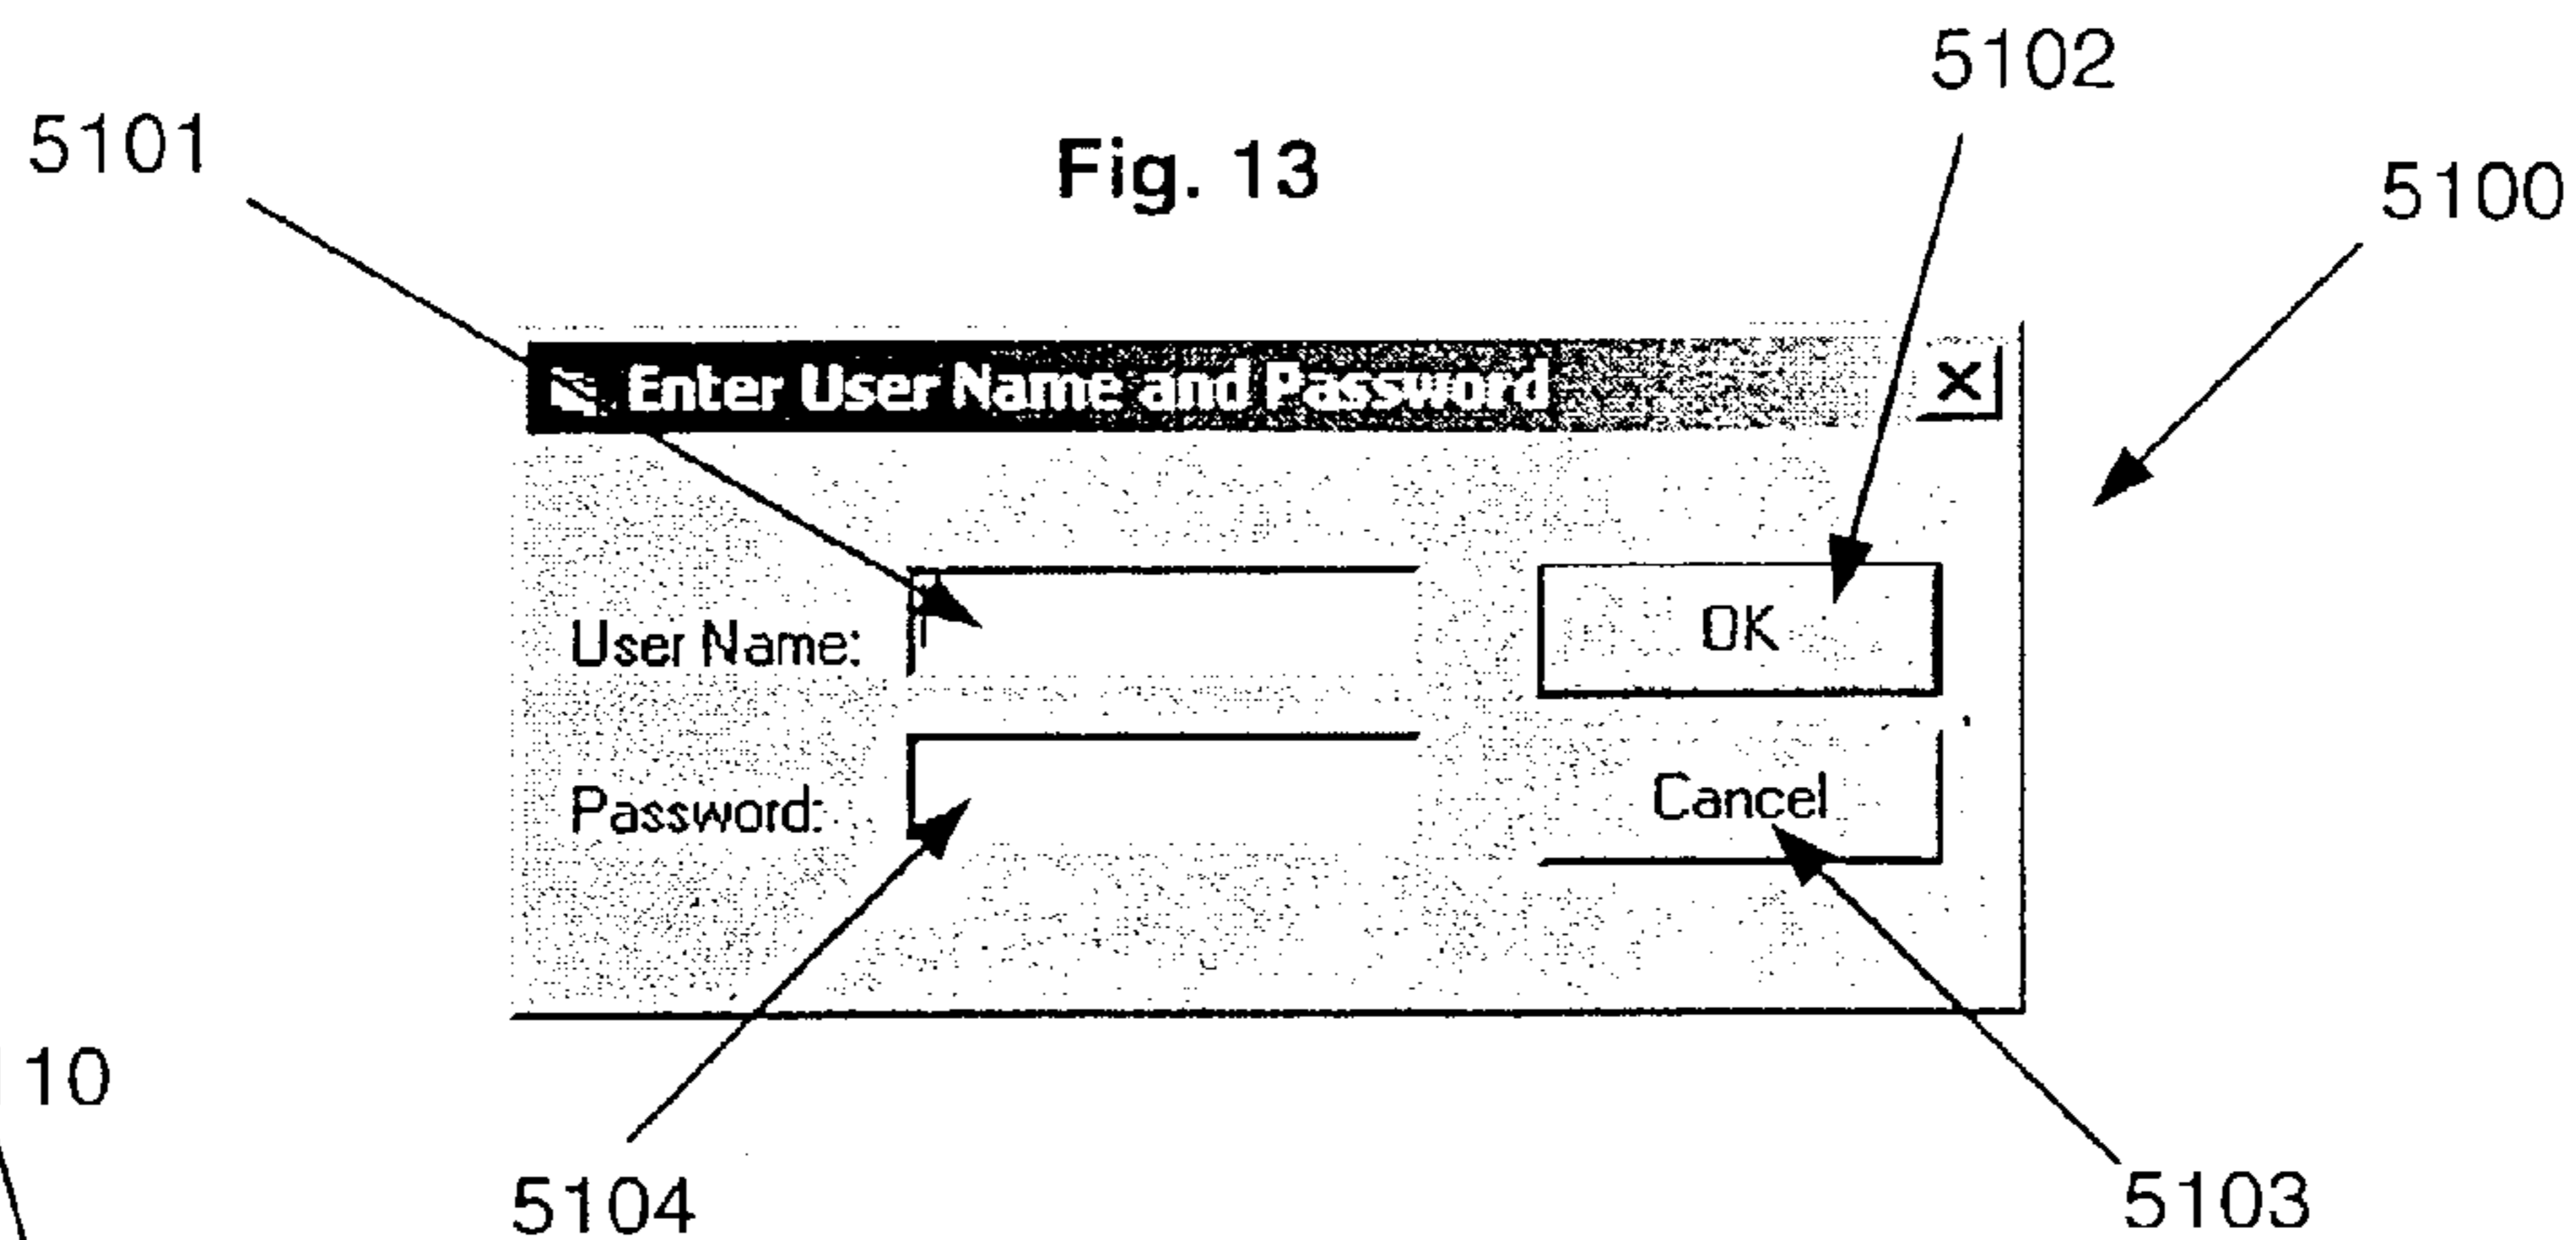 5102
5101
Fig. 13
5100
Enter User Name and Password
User Name:
OK
Password:
Cancel
10
5104
5103